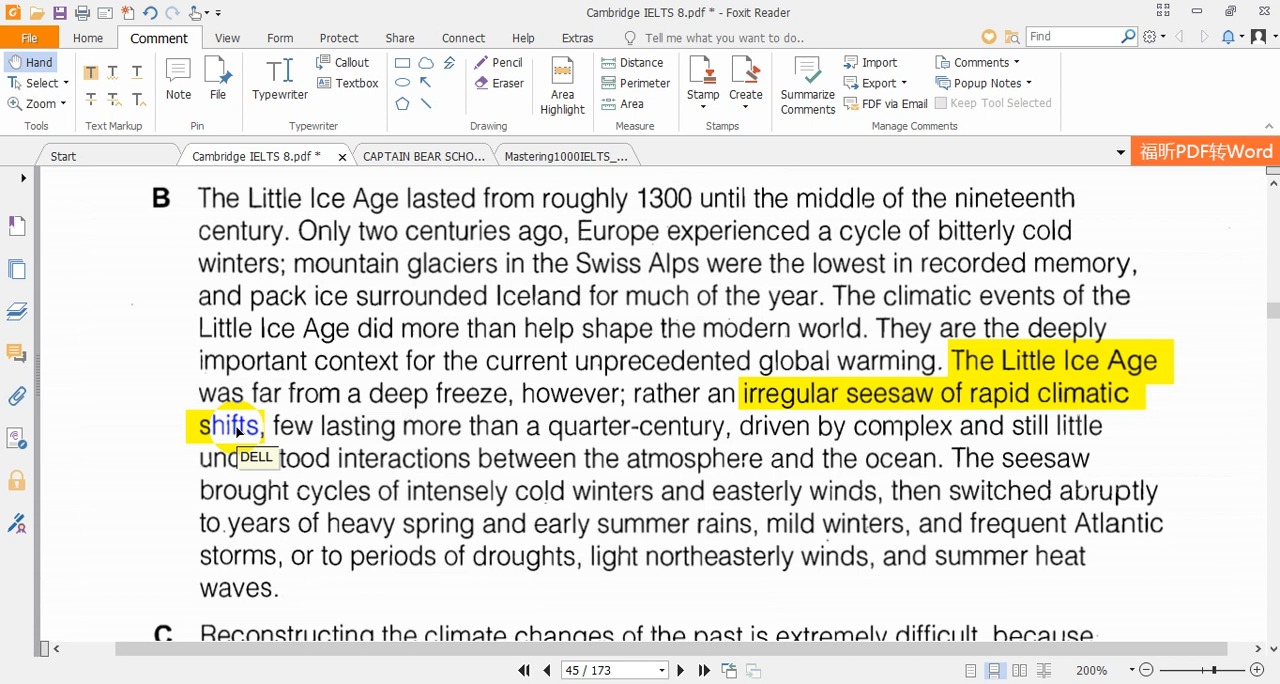 Cambridge IELTS 8.pdf * - Foxit Reader
File Home Comment View Form Protect Share Connect Help Extras Tell me what you want to do.. Find
Hand
Select
Zoom
Tools
Text Markup
Note
File
Pin
Typewriter
Callout
Textbox
Typewriter
Pencil
Eraser
Area Highlight
Drawing
Distance
Perimeter
Area
Measure
Stamp
Create
Stamps
Summarize Comments
Import
Export
FDF via Email
Comments
Popup Notes
Keep Tool Selected
Manage Comments
Start Cambridge IELTS 8.pdf * CAPTAIN BEAR SCHO... Mastering1000IELTS_... 福昕PDF转Word
B The Little Ice Age lasted from roughly 1300 until the middle of the nineteenth
century. Only two centuries ago, Europe experienced a cycle of bitterly cold
winters; mountain glaciers in the Swiss Alps were the lowest in recorded memory,
and pack ice surrounded Iceland for much of the year. The climatic events of the
Little Ice Age did more than help shape the modern world. They are the deeply
important context for the current unprecedented global warming. The Little Ice Age
was far from a deep freeze, however; rather an irregular seesaw of rapid climatic
shifts, few lasting more than a quarter-century, driven by complex and still little
und DELL tood interactions between the atmosphere and the ocean. The seesaw
brought cycles of intensely cold winters and easterly winds, then switched abruptly
to years of heavy spring and early summer rains, mild winters, and frequent Atlantic
storms, or to periods of droughts, light northeasterly winds, and summer heat
waves.
C Reconstructing the climate changes of the past is extremely difficult, because
45 / 173 200%